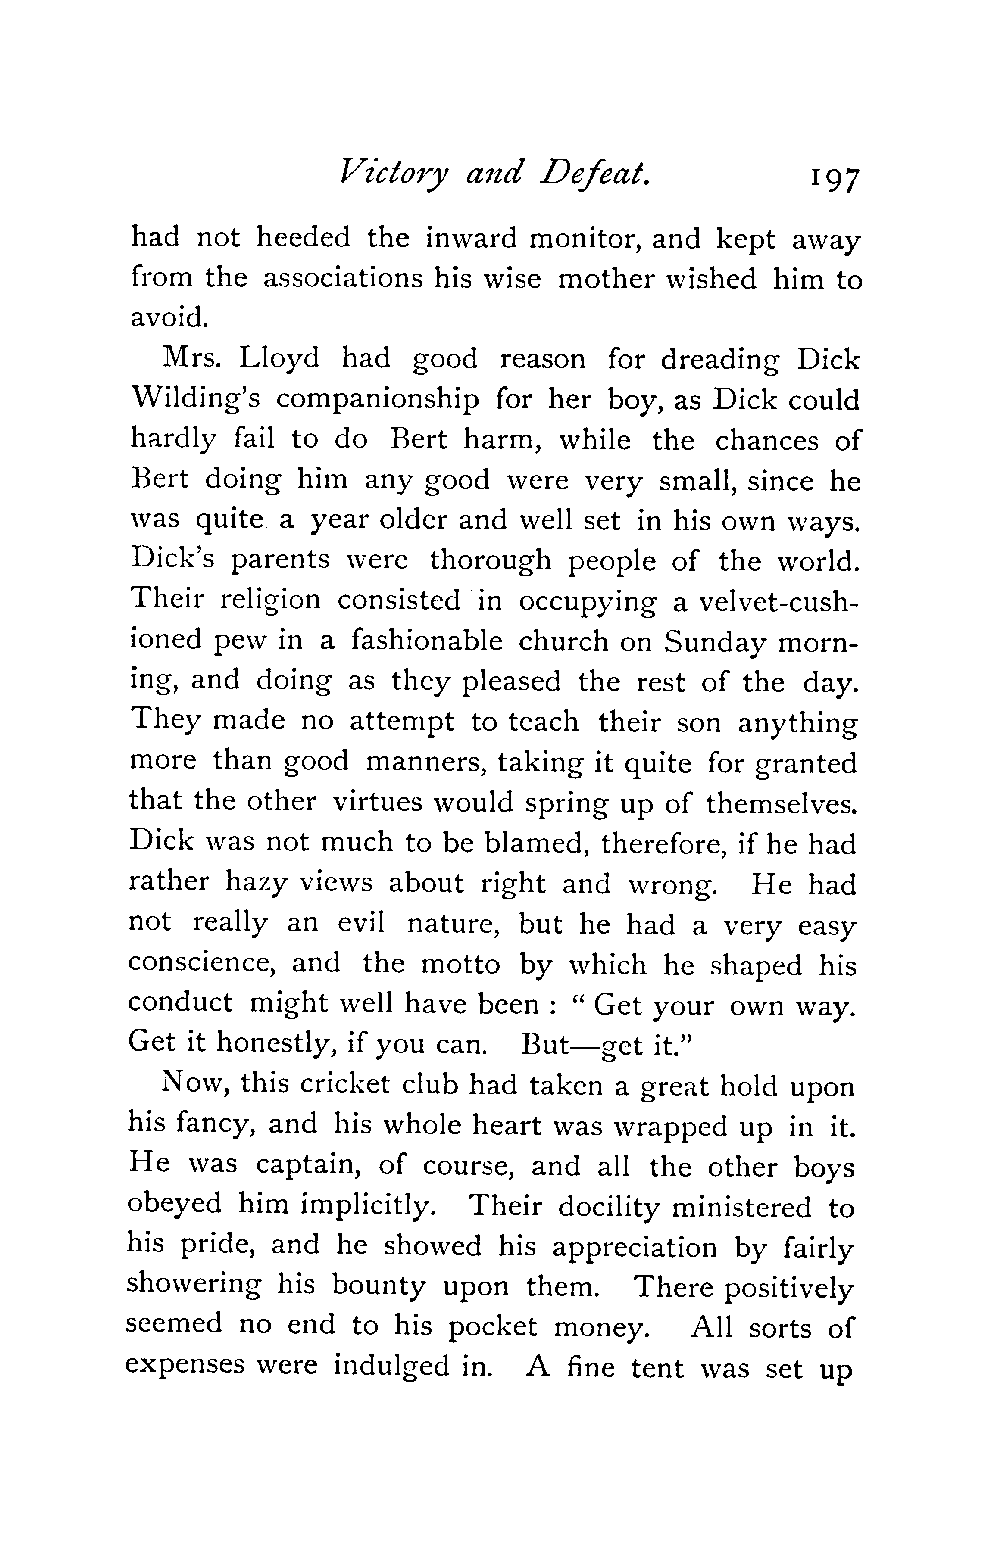 Victory and Defeat. 197
had not heeded the inward monitor, and kept away
from the associations his wise mother wished him to
avoid.
Mrs. Lloyd had good reason for dreading Dick
Wilding's companionship for her boy, as Dick could
hardly fail to do Bert harm, while the chances of
Bert doing him any good were very small, since he
was quite a year older and well set in his own ways.
Dick's parents were thorough people of the world.
Their religion consisted in occupying a velvet-cush-
ioned pew in a fashionable church on Sunday morn-
ing, and doing as they pleased the rest of the day.
They made no attempt to teach their son anything
more than good manners, taking it quite for granted
that the other virtues would spring up of themselves.
Dick was not much to be blamed, therefore, if he had
rather hazy views about right and wrong. He had
not really an evil nature, but he had a very easy
conscience, and the motto by which he shaped his
conduct might well have been : “ Get your own way.
Get it honestly, if you can. But—get it.”
Now, this cricket club had taken a great hold upon
his fancy, and his whole heart was wrapped up in it.
He was captain, of course, and all the other boys
obeyed him implicitly. Their docility ministered to
his pride, and he showed his appreciation by fairly
showering his bounty upon them. There positively
seemed no end to his pocket money. All sorts of
expenses were indulged in. A fine tent was set up